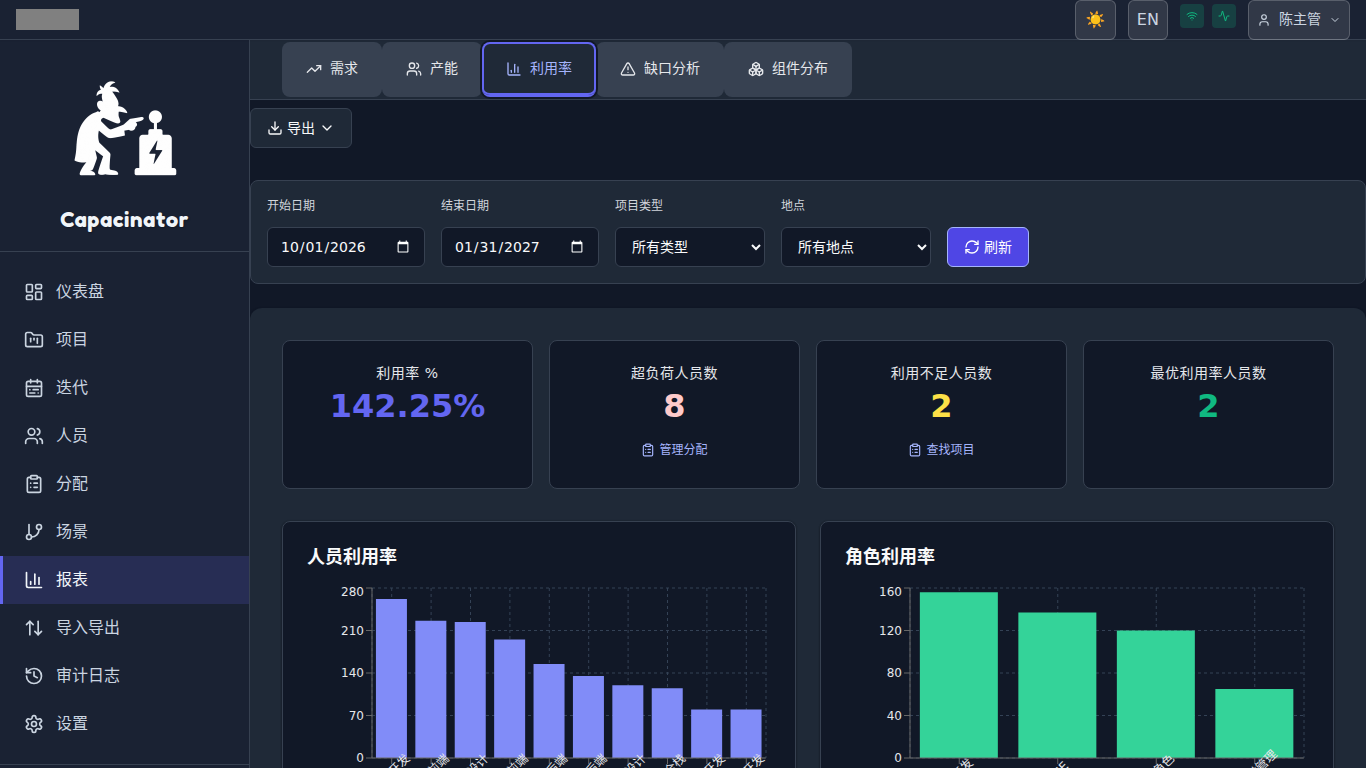 EN
陈主管
Capacinator
仪表盘
项目
迭代
人员
分配
场景
报表
导入导出
审计日志
设置
需求
产能
利用率
缺口分析
组件分布
导出
开始日期
结束日期
项目类型
地点
10/01/2026
01/31/2027
所有类型
所有地点
刷新
利用率 %
142.25%
超负荷人员数
8
管理分配
利用不足人员数
2
查找项目
最优利用率人员数
2
人员利用率
280
210
140
70
0
角色利用率
160
120
80
40
0